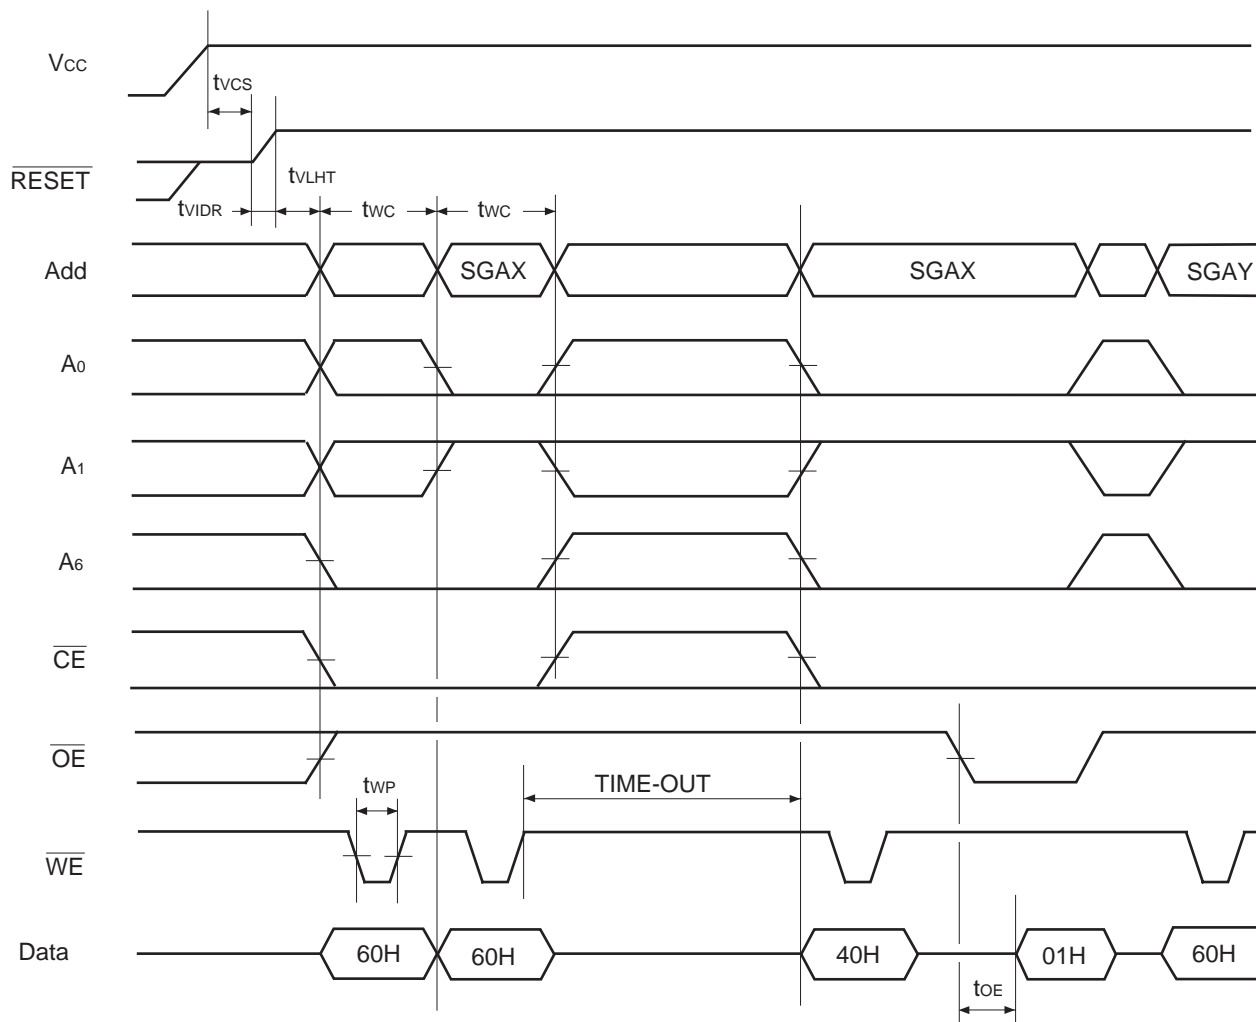 VCC
tVCS
RESET
tVLHT
tVIDR
tWC
tWC
Add
SGAX
SGAX
SGAY
A0
A1
A6
CE
OE
tWP
TIME-OUT
WE
Data
60H
60H
40H
01H
60H
tOE